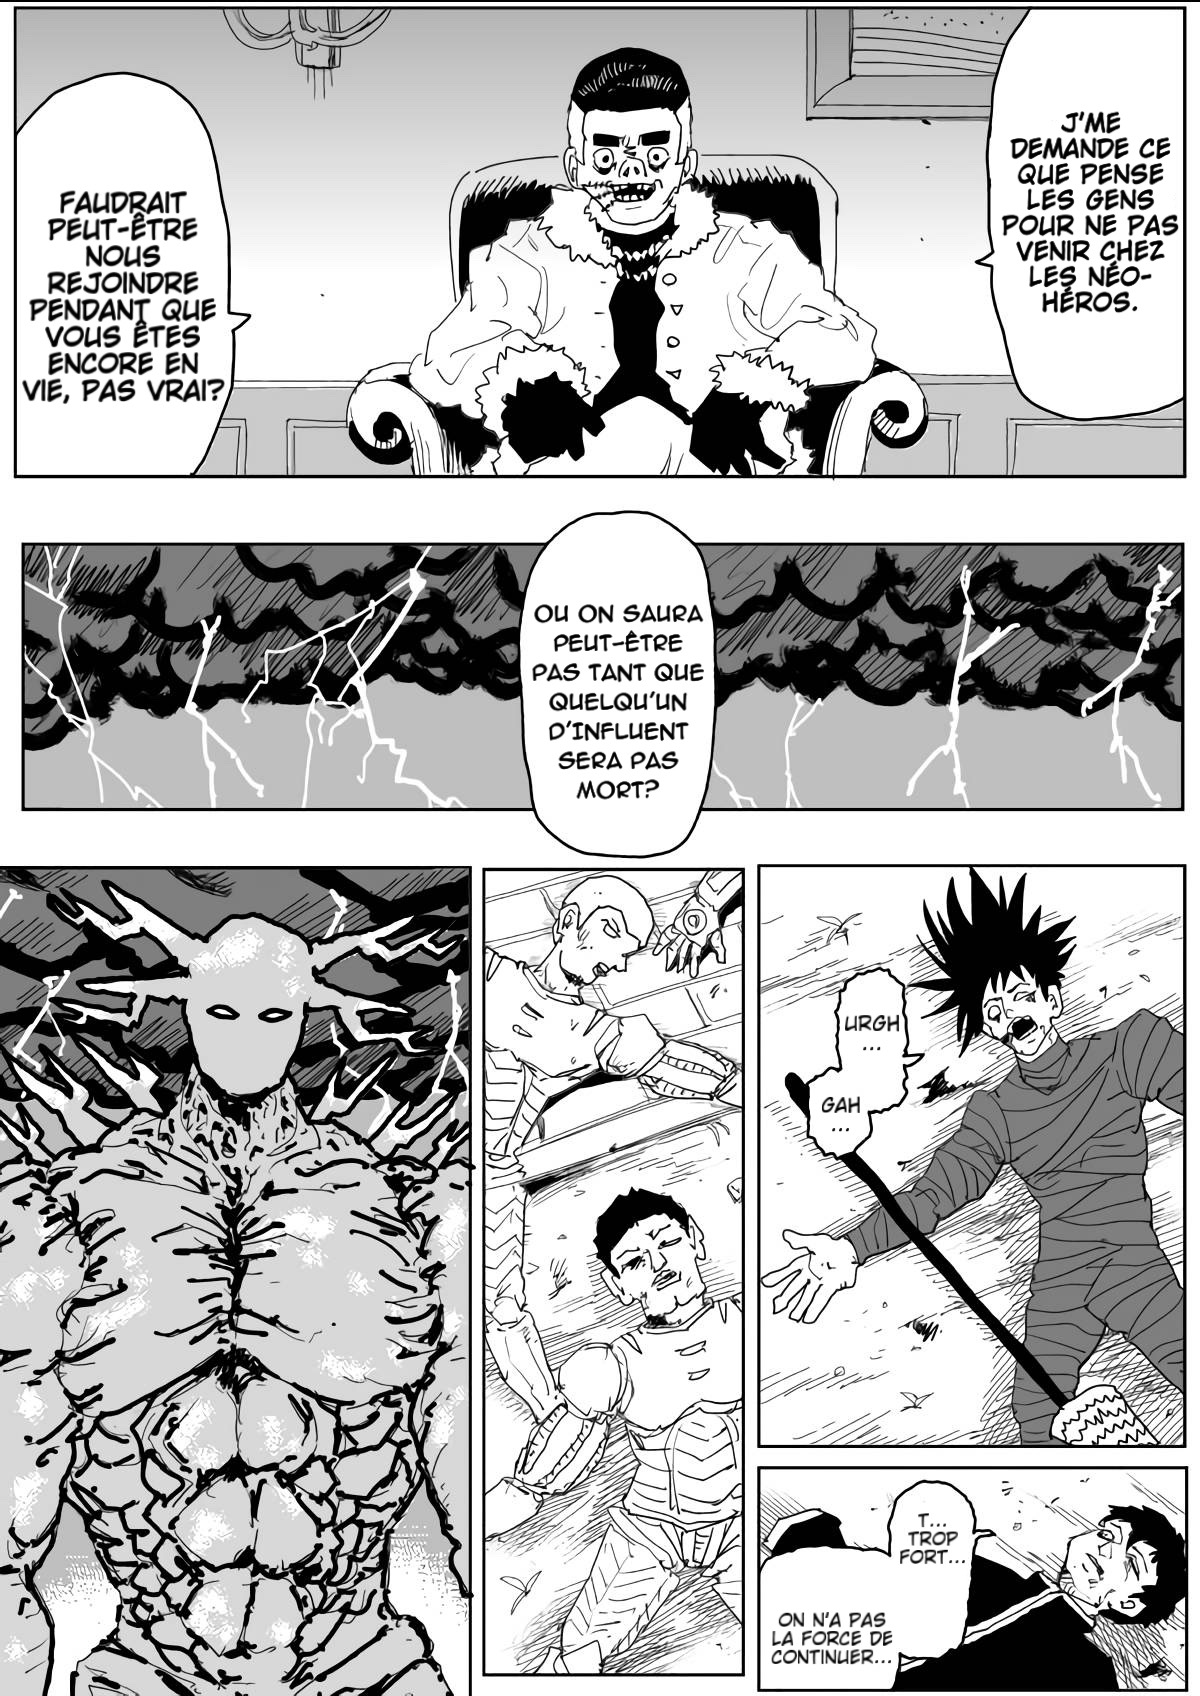 J'ME
DEMANDE CE
QUE PENSE
LES GENS
POUR NE PAS
VENIR CHEZ
LES NÉO-
HÉROS.
FAUDRAIT
PEUT-ÊTRE
NOUS
REJOINDRE
PENDANT QUE
VOUS ÊTES
ENCORE EN
VIE, PAS VRAI?
OU ON SAURA
PEUT-ÊTRE
PAS TANT QUE
QUELQU'UN
D'INFLUENT
SERA PAS
MORT?
URGH
...
GAH
...
T...
TROP
FORT...
ON N'A PAS
LA FORCE DE
CONTINUER...